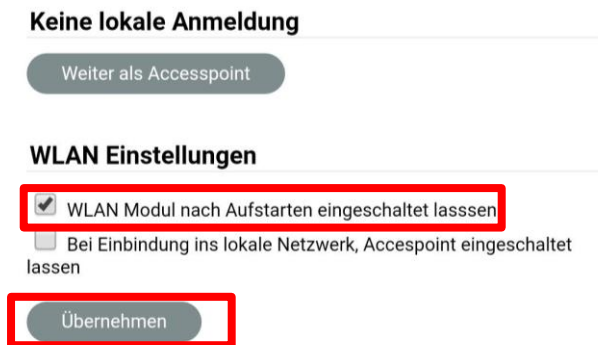 Keine lokale Anmeldung
Weiter als Accesspoint
WLAN Einstellungen
WLAN Modul nach Aufstarten eingeschaltet lasssen
Bei Einbindung ins lokale Netzwerk, Accespoint eingeschaltet
lassen
Übernehmen